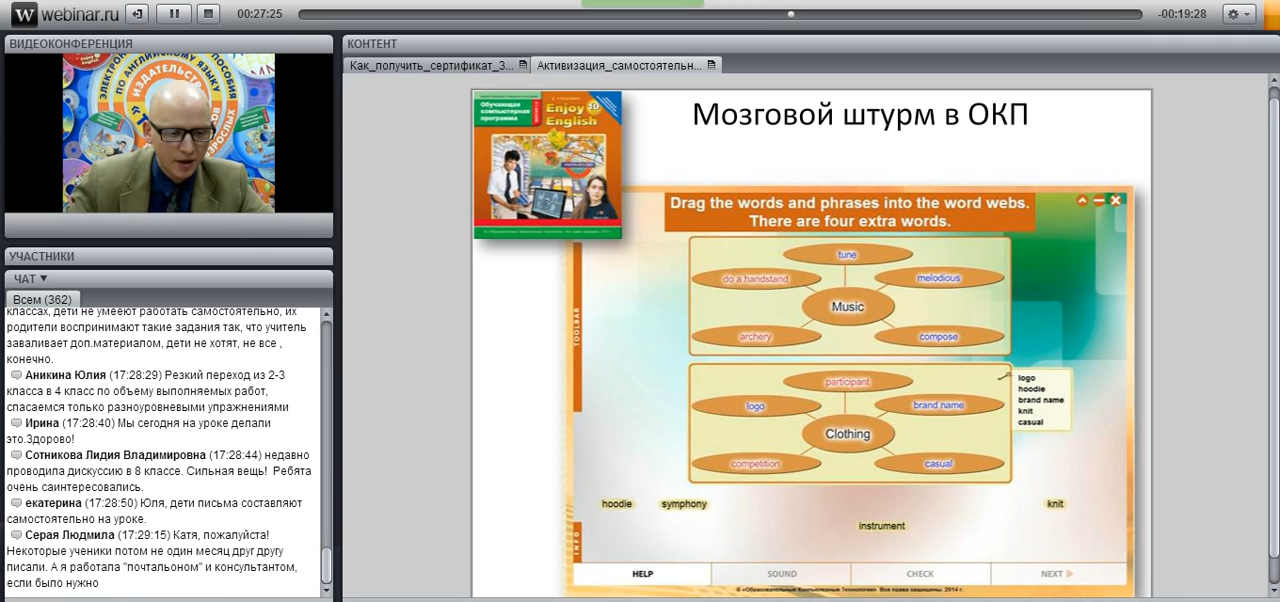 webinar.ru
00:27:25
-00:19:28
ВИДЕОКОНФЕРЕНЦИЯ
ИЗДАТЕЛЬСТВО
УЧАСТНИКИ
ЧАТ ▼
Всем (362)
классах, дети не умееют работать самостоятельно, их
родители воспринимают такие задания так, что учитель
заваливает доп.материалом, дети не хотят, не все ,
конечно.
Аникина Юлия (17:28:29) Резкий переход из 2-3
класса в 4 класс по объему выполняемых работ,
спасаемся только разноуровневыми упражнениями
Ирина (17:28:40) Мы сегодня на уроке делали
это.Здорово!
Сотникова Лидия Владимировна (17:28:44) недавно
проводила дискуссию в 8 классе. Сильная вещь! Ребята
очень саинтересовались.
екатерина (17:28:50) Юля, дети письма составляют
самостоятельно на уроке.
Серая Людмила (17:29:15) Катя, пожалуйста!
Некоторые ученики потом не один месяц друг другу
писали. А я работала "почтальоном" и консультантом,
если было нужно
КОНТЕНТ
Как_получить_сертификат_3...
Активизация_самостоятельн...
Мозговой штурм в ОКП
Обучающая
компьютерная
программа
Enjoy
English
Drag the words and phrases into the word webs.
There are four extra words.
TOOLBAR
tune
do a handstand
melodious
Music
archery
compose
participant
logo
brand name
Clothing
competition
casual
logo
hoodie
brand name
knit
casual
hoodie
symphony
knit
instrument
INFO
HELP
SOUND
CHECK
NEXT
© «Образовательные Компьютерные Технологии». Все права защищены, 2014 г.